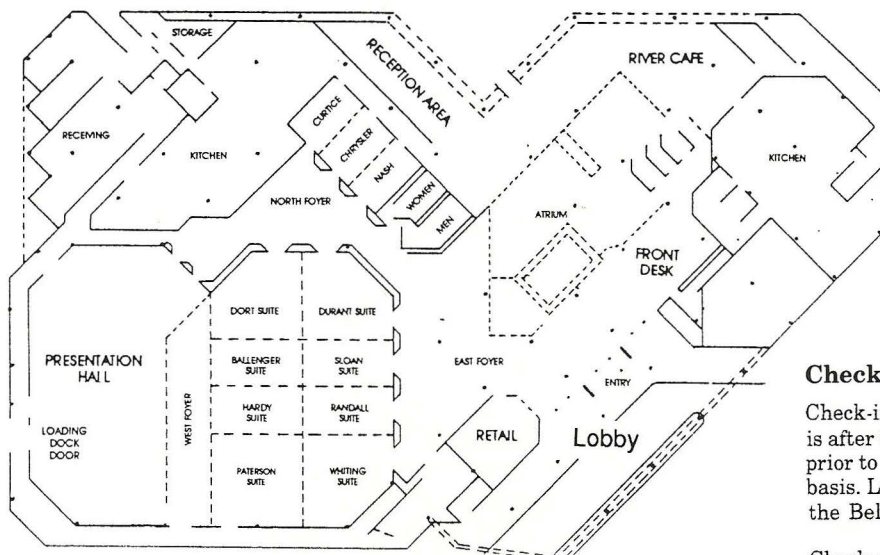 STORAGE
RECEPTION AREA
RIVER CAFE
RECEIVING
KITCHEN
CURTICE
CHRYSLER
NASH
WOMEN
MEN
NORTH FOYER
KITCHEN
ATRIUM
FRONT
DESK
PRESENTATION
HALL
LOADING
DOCK
DOOR
WEST FOYER
DORT SUITE
DURANT SUITE
BALLENGER
SUITE
SLOAN
SUITE
HARDY
SUITE
RANDALL
SUITE
PATERSON
SUITE
WHITING
SUITE
EAST FOYER
ENTRY
RETAIL
Lobby
Check
Check-i
is after
prior to
basis. L
the Bel